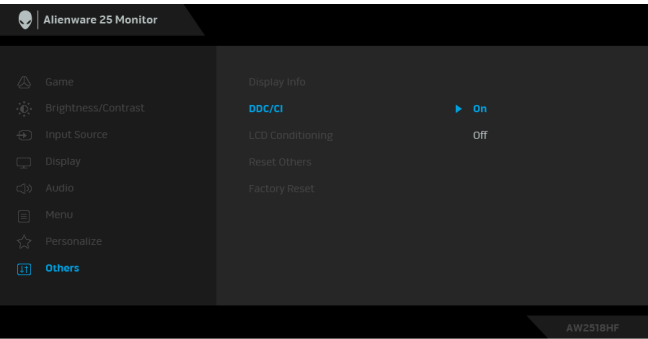 Alienware 25 Monitor
Game
Brightness/Contrast
Input Source
Display
Audio
Menu
Personalize
Others
Display Info
DDC/CI On
LCD Conditioning Off
Reset Others
Factory Reset
AW2518HF